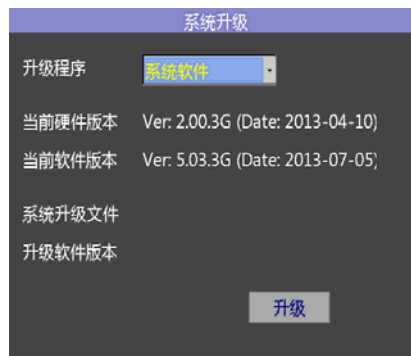 系统升级
升级程序 系统软件
当前硬件版本 Ver: 2.00.3G (Date: 2013-04-10)
当前软件版本 Ver: 5.03.3G (Date: 2013-07-05)
系统升级文件
升级软件版本
升级